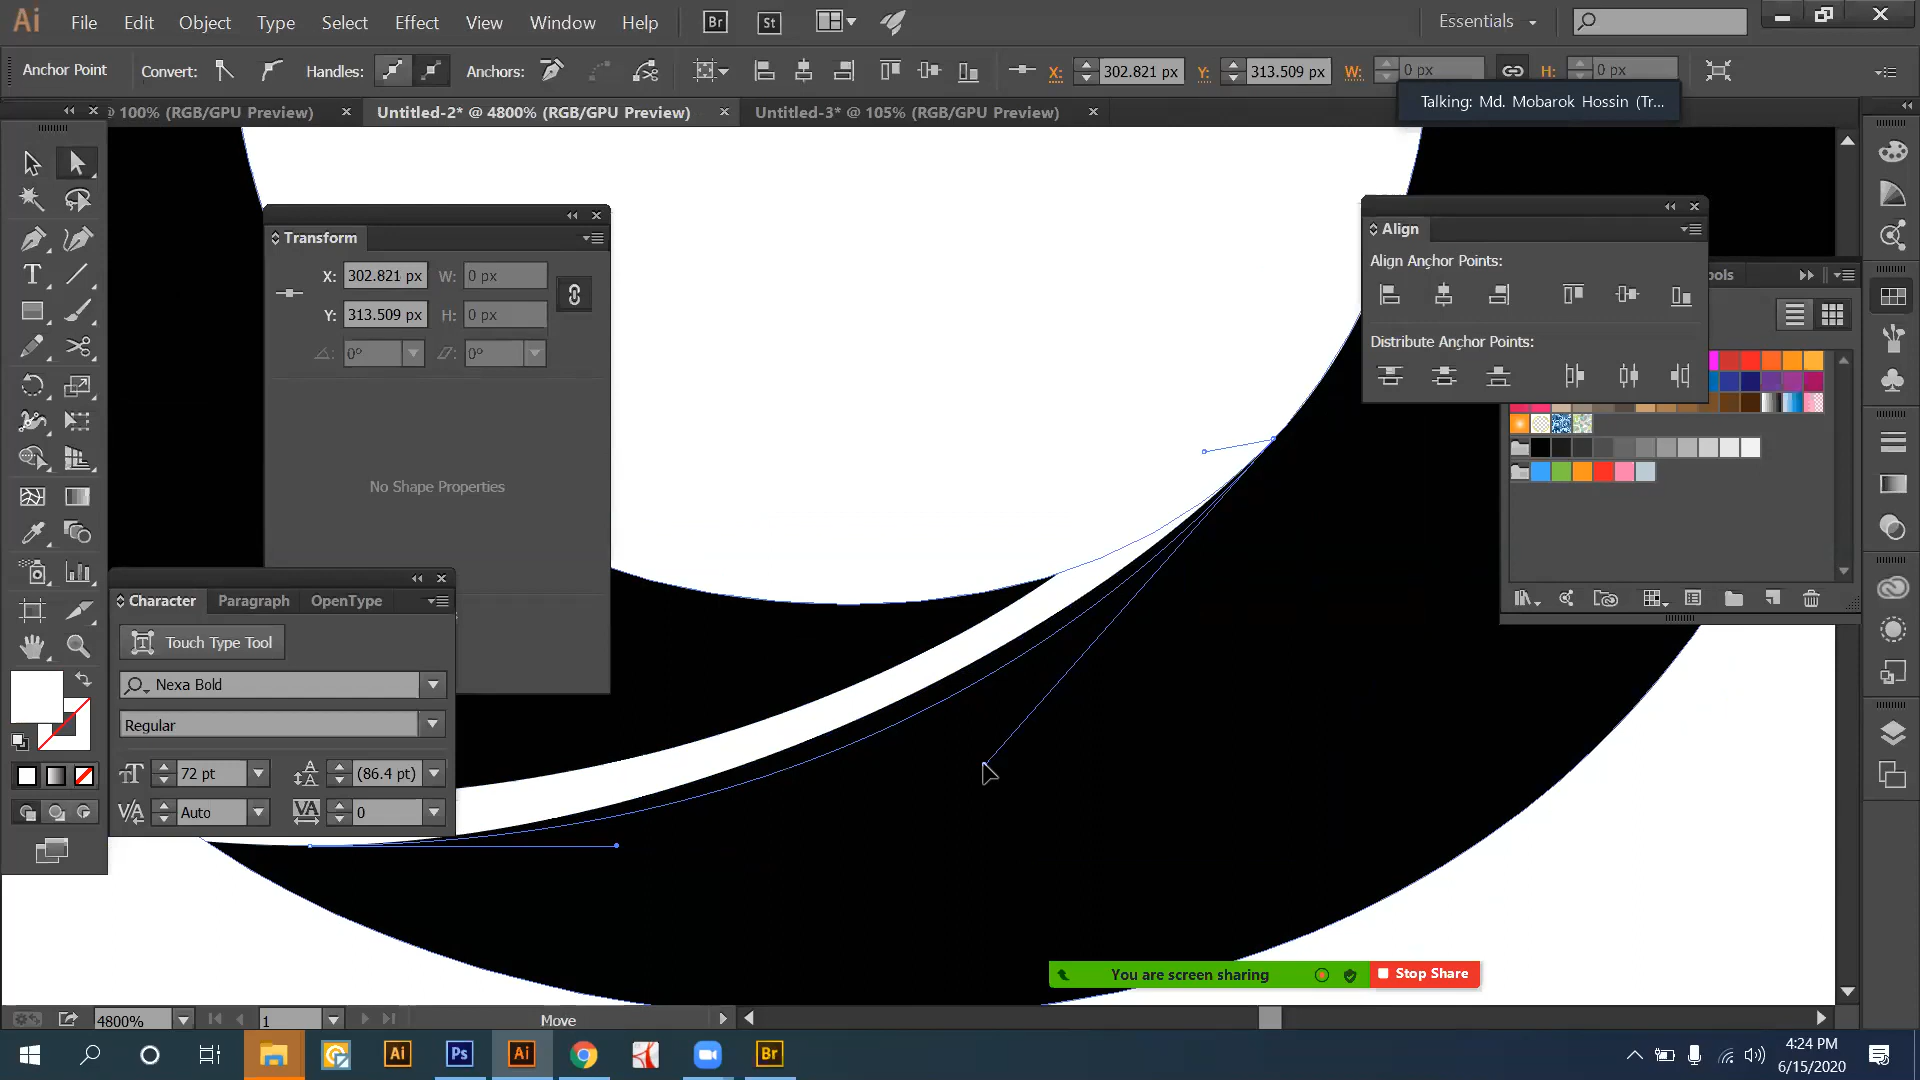 Ai File Edit Object Type Select Effect View Window Help Br St Essentials
Anchor Point Convert: Handles: Anchors: X: 302.821 px Y: 313.509 px W: 0 px H: 0 px
Talking: Md. Mobarok Hossin (Tr...
100% (RGB/GPU Preview) Untitled-2* @ 4800% (RGB/GPU Preview) Untitled-3* @ 105% (RGB/GPU Preview)
Transform
X: 302.821 px W: 0 px
Y: 313.509 px H: 0 px
0° 0°
No Shape Properties
Align
Align Anchor Points:
Distribute Anchor Points:
ools
Character Paragraph OpenType
Touch Type Tool
Nexa Bold
Regular
72 pt (86.4 pt)
Auto 0
You are screen sharing Stop Share
4800% 1 Move
Ai Ps Ai Br
4:24 PM
6/15/2020